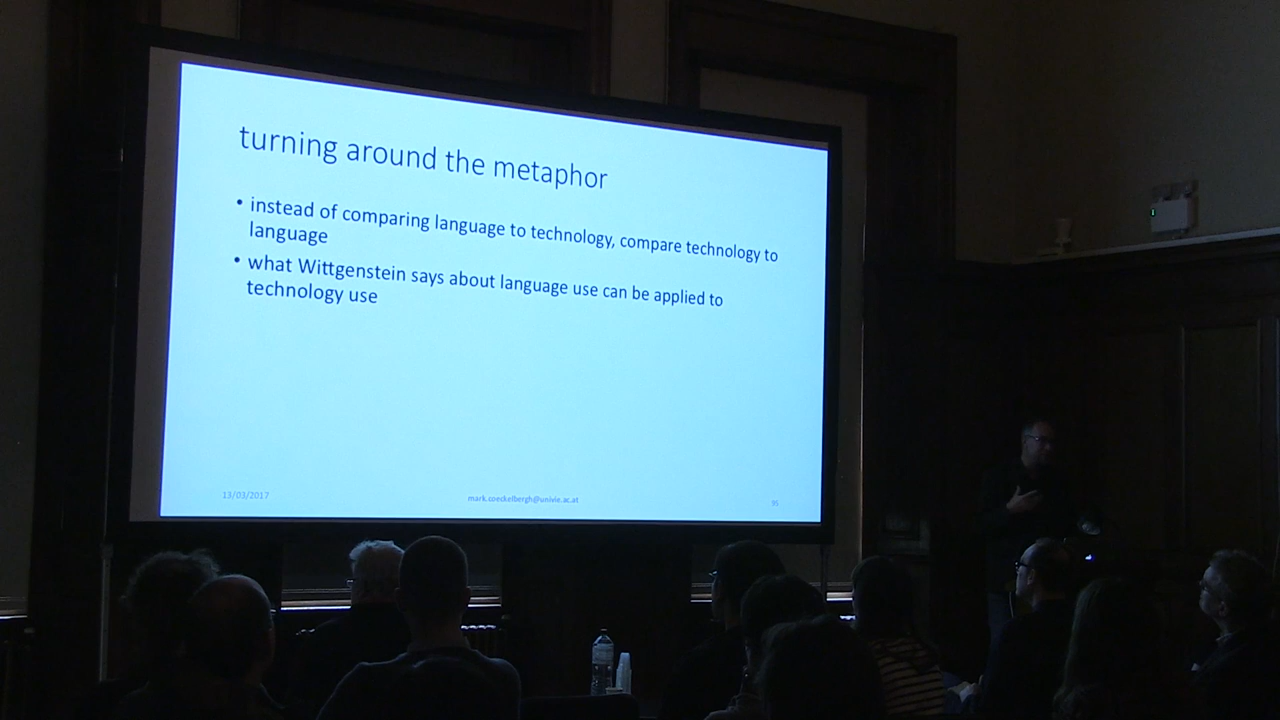 turning around the metaphor
• instead of comparing language to technology, compare technology to
language
• what Wittgenstein says about language use can be applied to
technology use
13/03/2017
mark.coeckelbergh@univie.ac.at
95